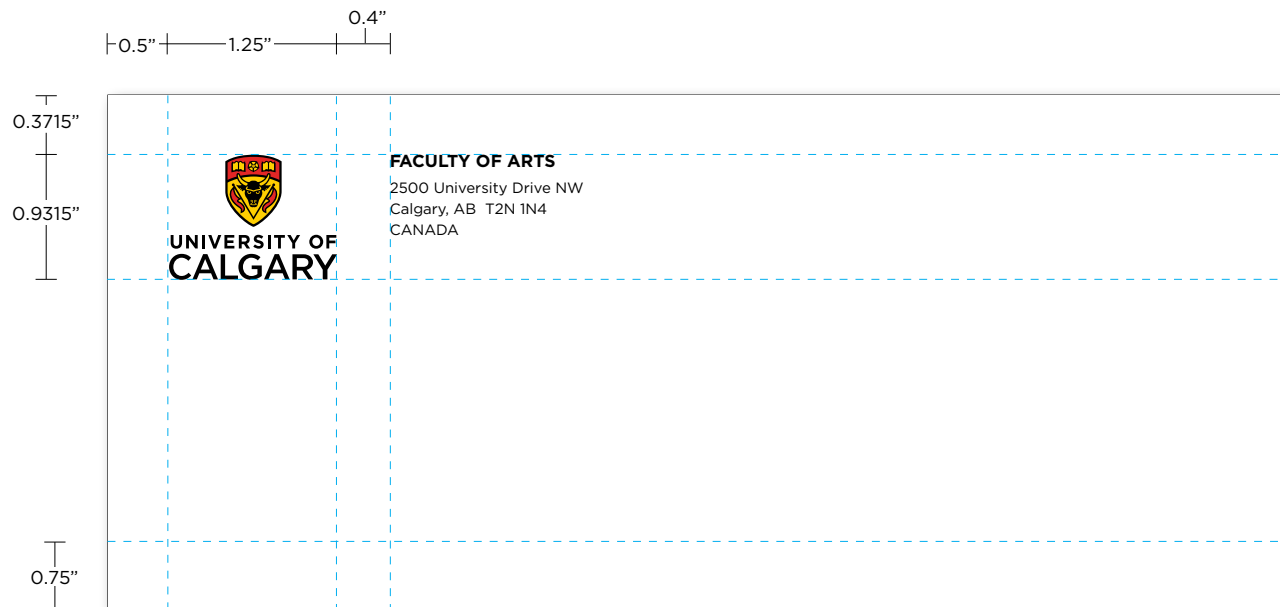 0.4”
0.5”
1.25”
0.3715”
0.9315”
UNIVERSITY OF
CALGARY
FACULTY OF ARTS
2500 University Drive NW
Calgary, AB  T2N 1N4
CANADA
0.75”